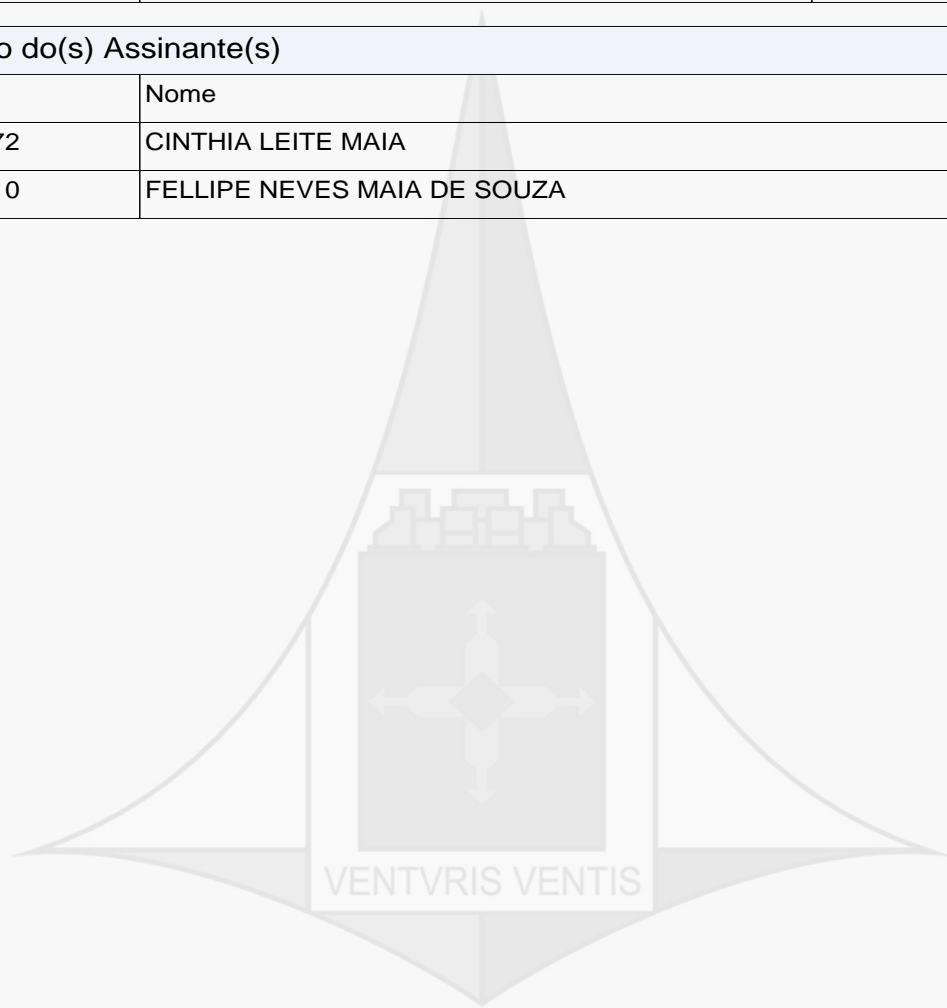 o do(s) Assinante(s)
Nome
72 CINTHIA LEITE MAIA
0 FELLIPE NEVES MAIA DE SOUZA
VENTVRIS VENTIS